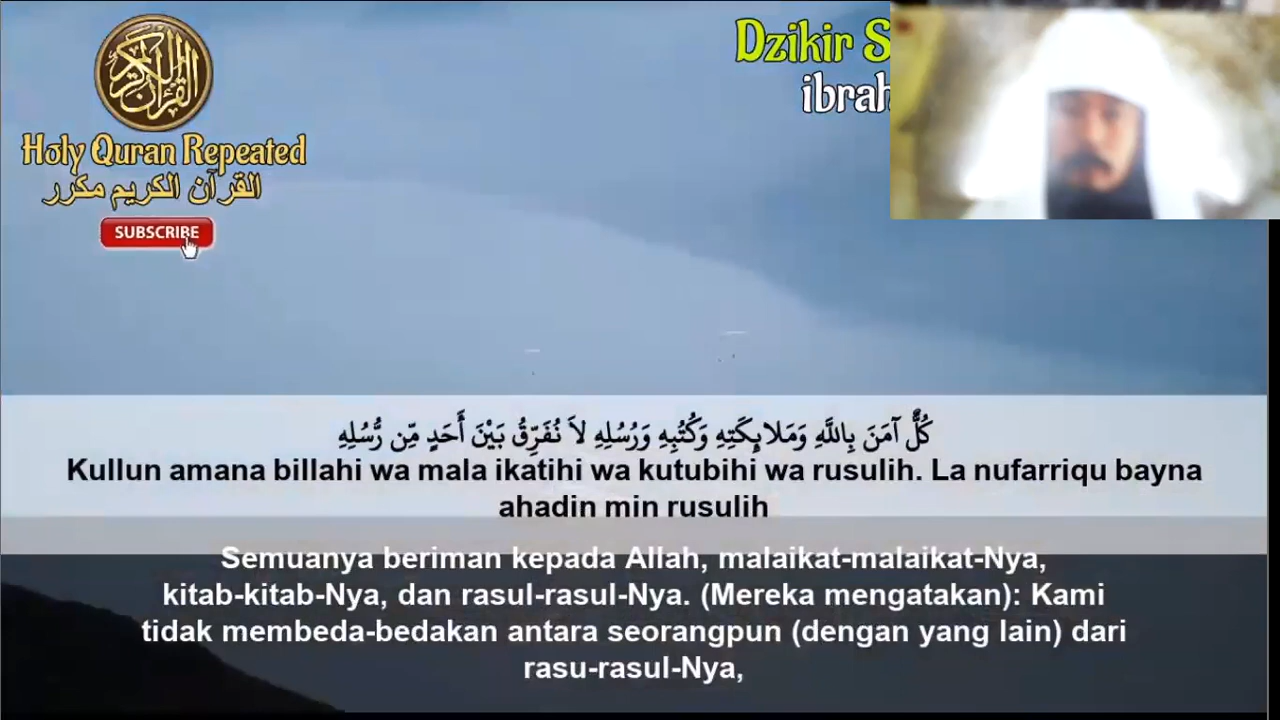 Holy Quran Repeated
القرآن الكريم مكرر
SUBSCRIBE
Dzikir S
ibrah
كُلٌّ آمَنَ بِاللَّهِ وَمَلائِكَتِهِ وَكُتُبِهِ وَرُسُلِهِ لاَ نُفَرِّقُ بَيْنَ أَحَدٍ مِّن رُّسُلِهِ
Kullun amana billahi wa mala ikatihi wa kutubihi wa rusulih. La nufarriqu bayna
ahadin min rusulih
Semuanya beriman kepada Allah, malaikat-malaikat-Nya,
kitab-kitab-Nya, dan rasul-rasul-Nya. (Mereka mengatakan): Kami
tidak membeda-bedakan antara seorangpun (dengan yang lain) dari
rasu-rasul-Nya,